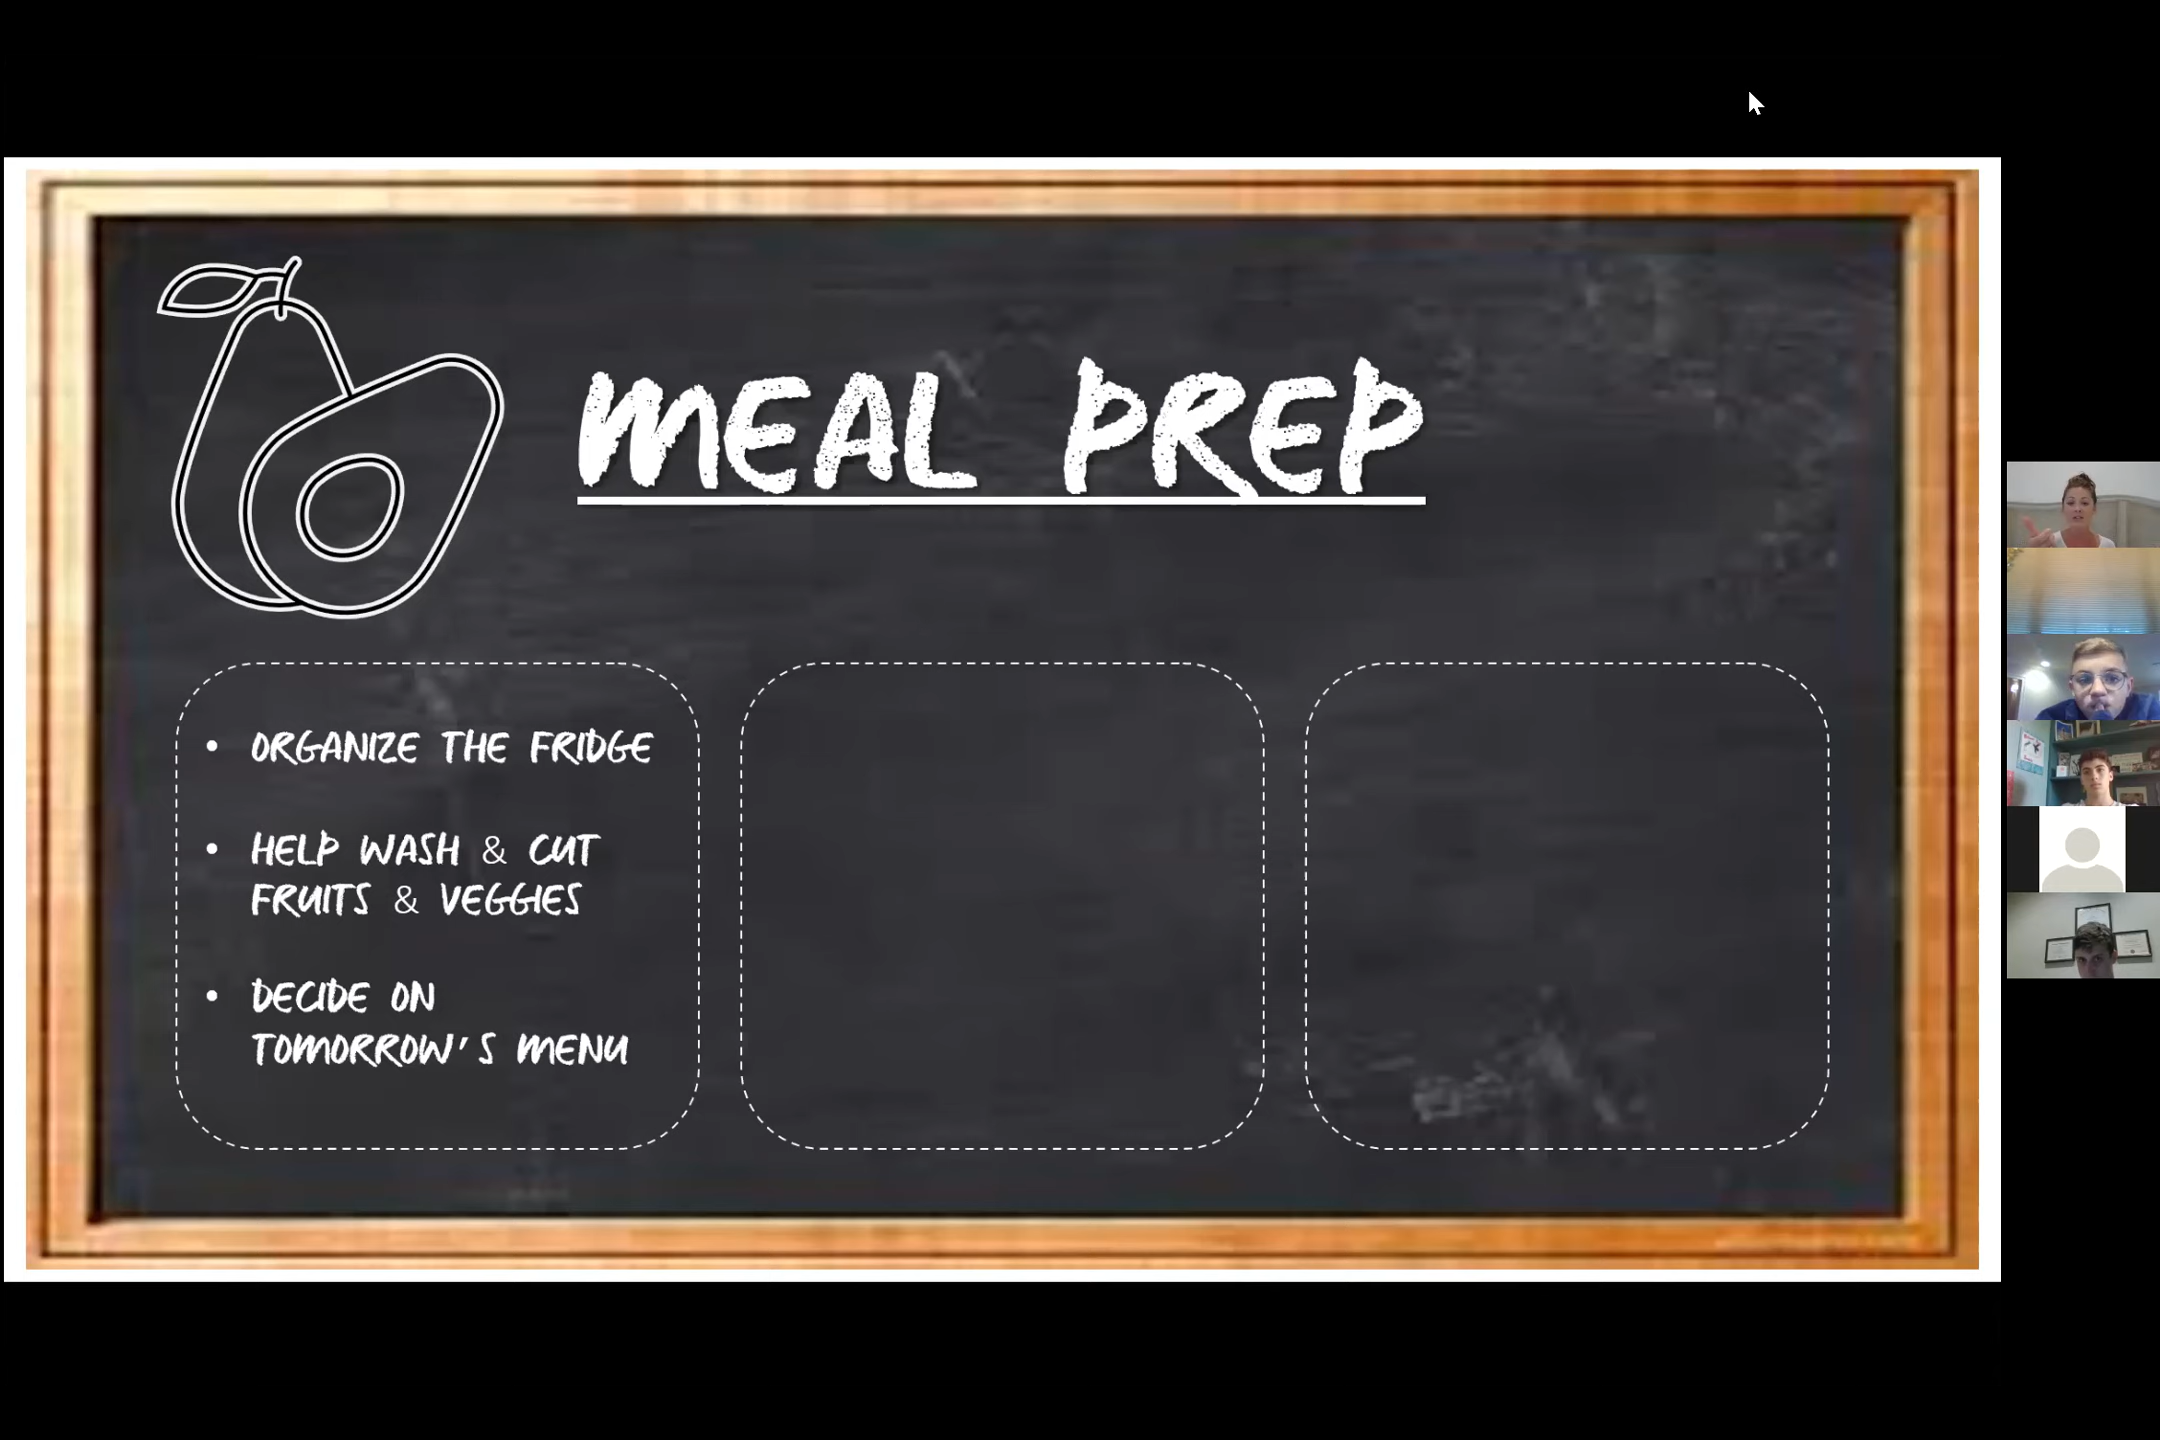 MEAL PREP
• ORGANIZE THE FRIDGE
• HELP WASH & CUT
FRUITS & VEGGIES
• DECIDE ON
TOMORROW'S MENU